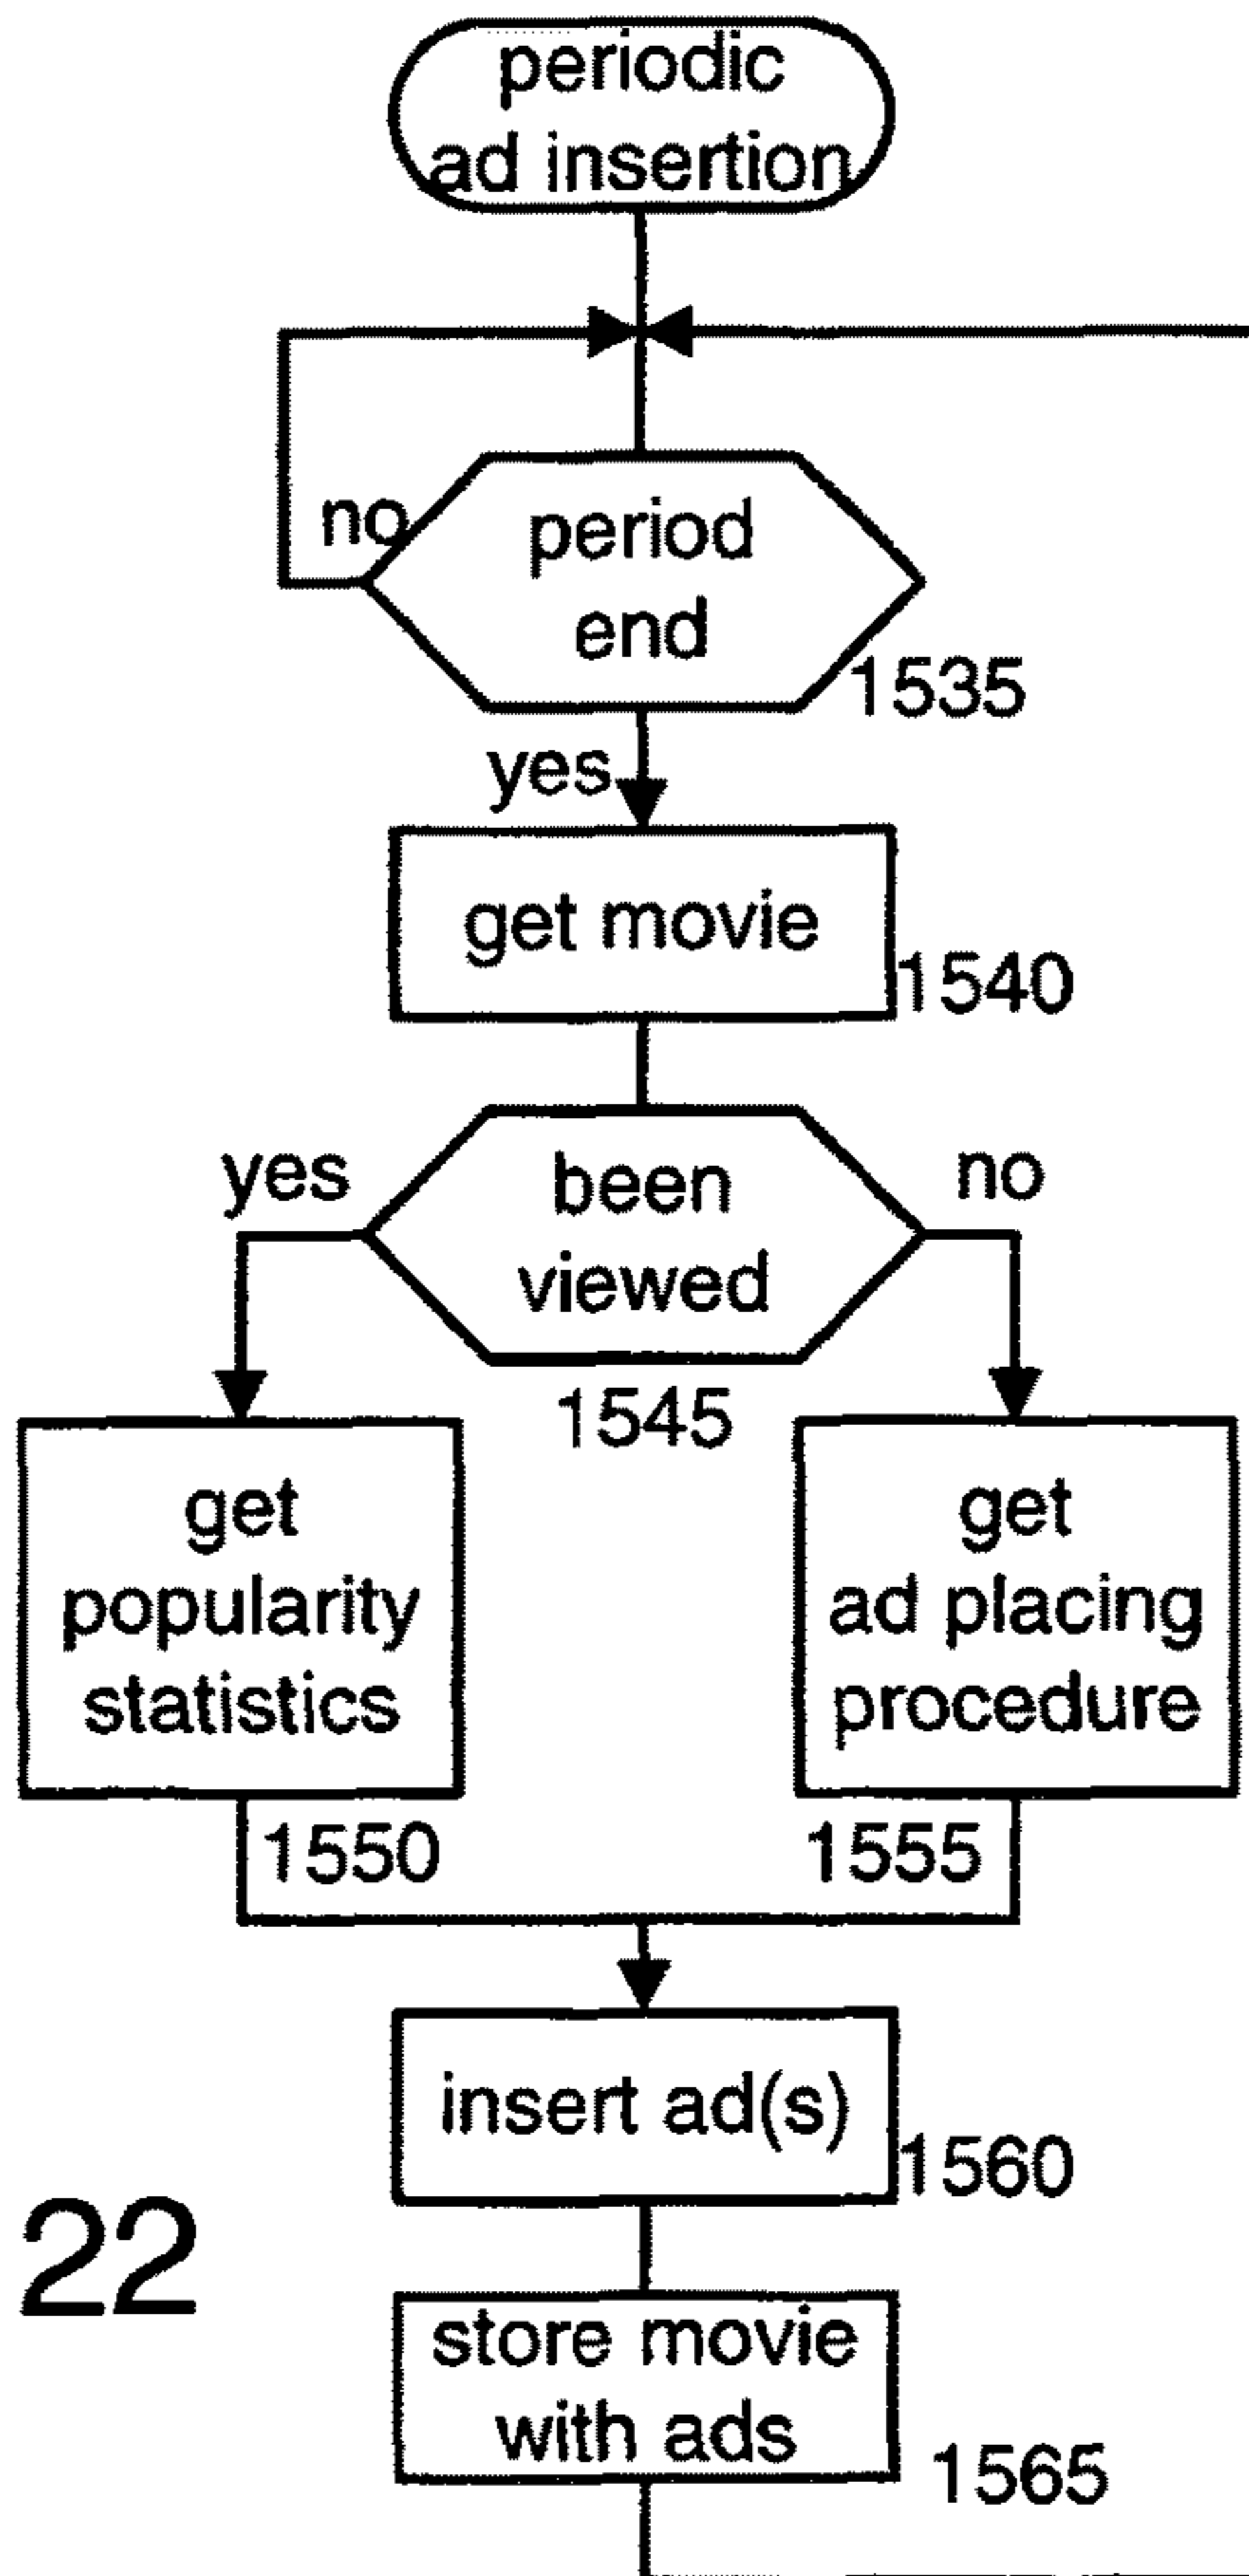 periodic
ad insertion
no
period
end
1535
yes
get movie
1540
yes
been
viewed
no
1545
get
popularity
statistics
1550
get
ad placing
procedure
1555
insert ad(s)
1560
22
store movie
with ads
1565